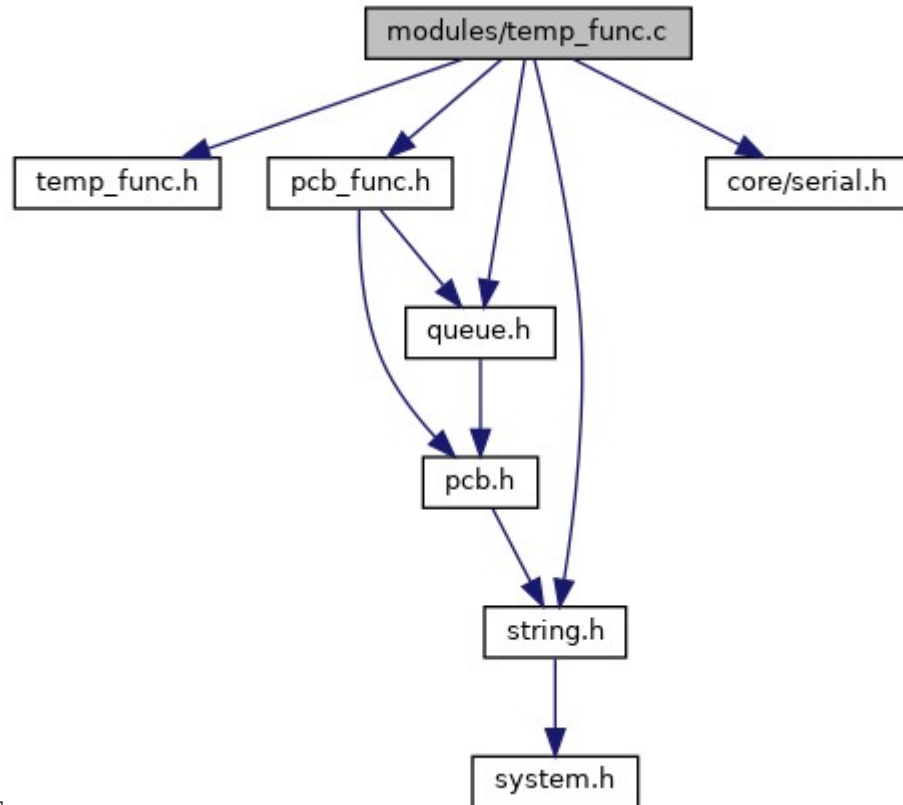 modules/temp_func.c
temp_func.h
pcb_func.h
core/serial.h
queue.h
pcb.h
string.h
system.h